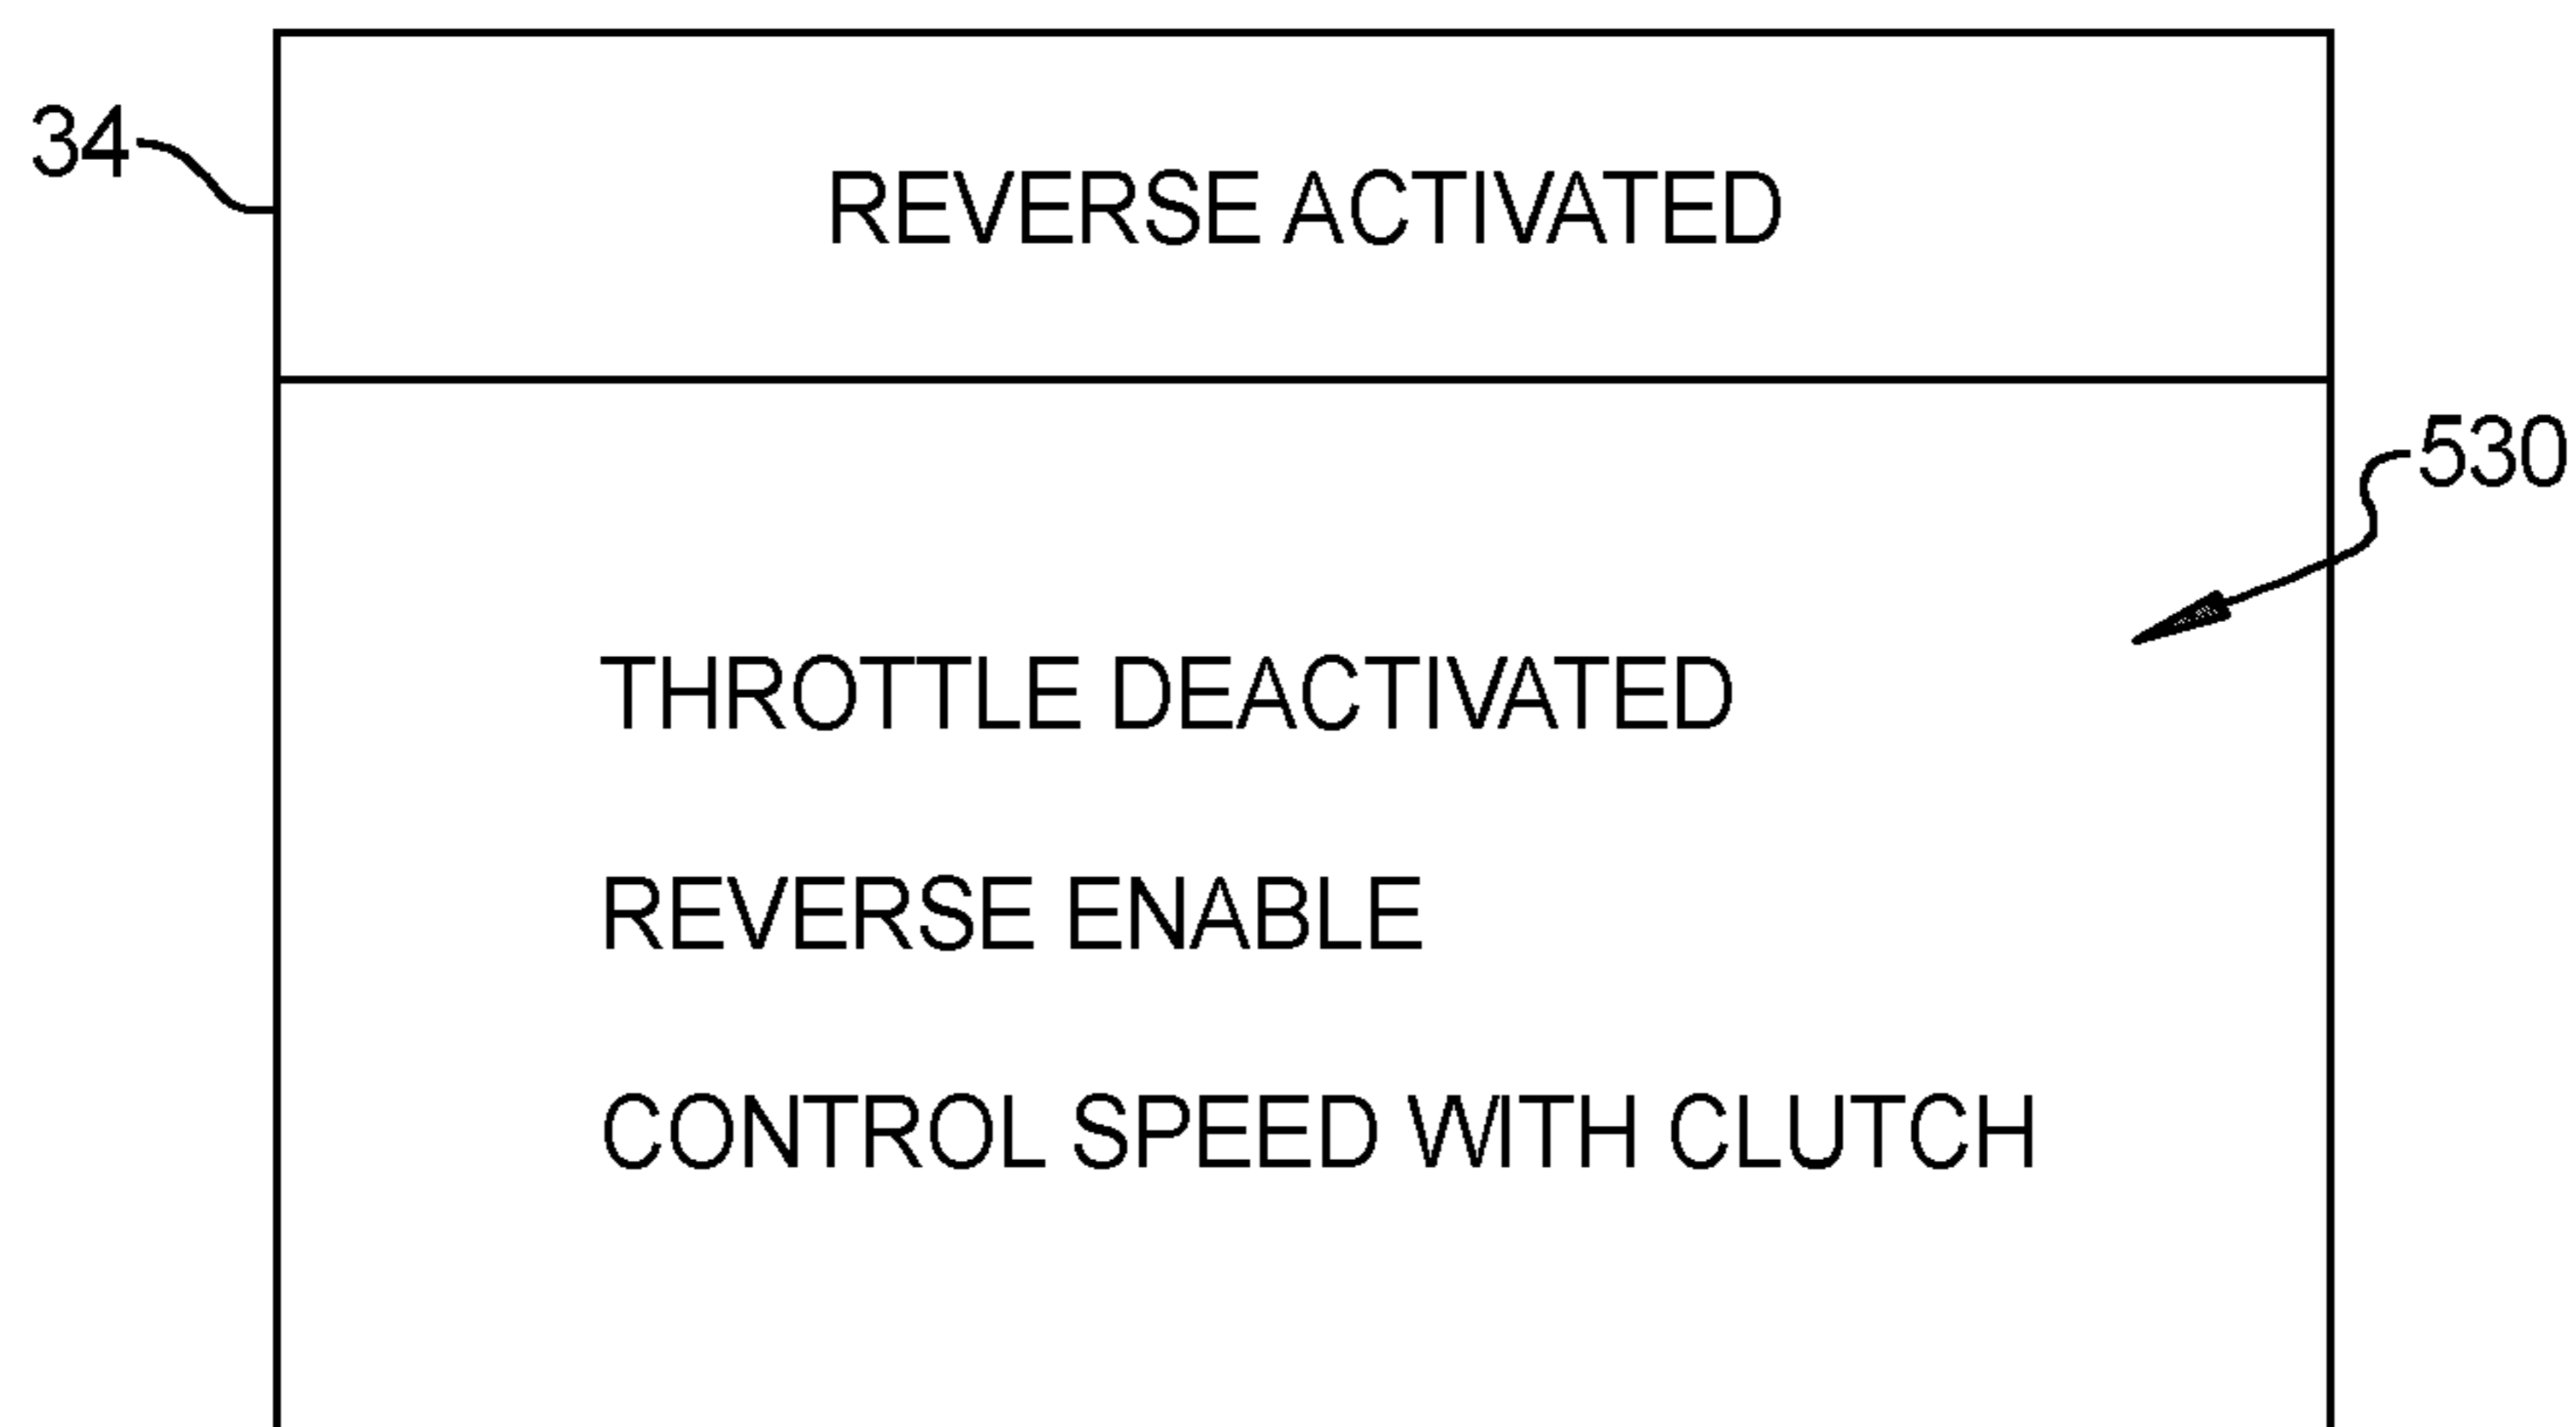 34
REVERSE ACTIVATED
530
THROTTLE DEACTIVATED
REVERSE ENABLE
CONTROL SPEED WITH CLUTCH